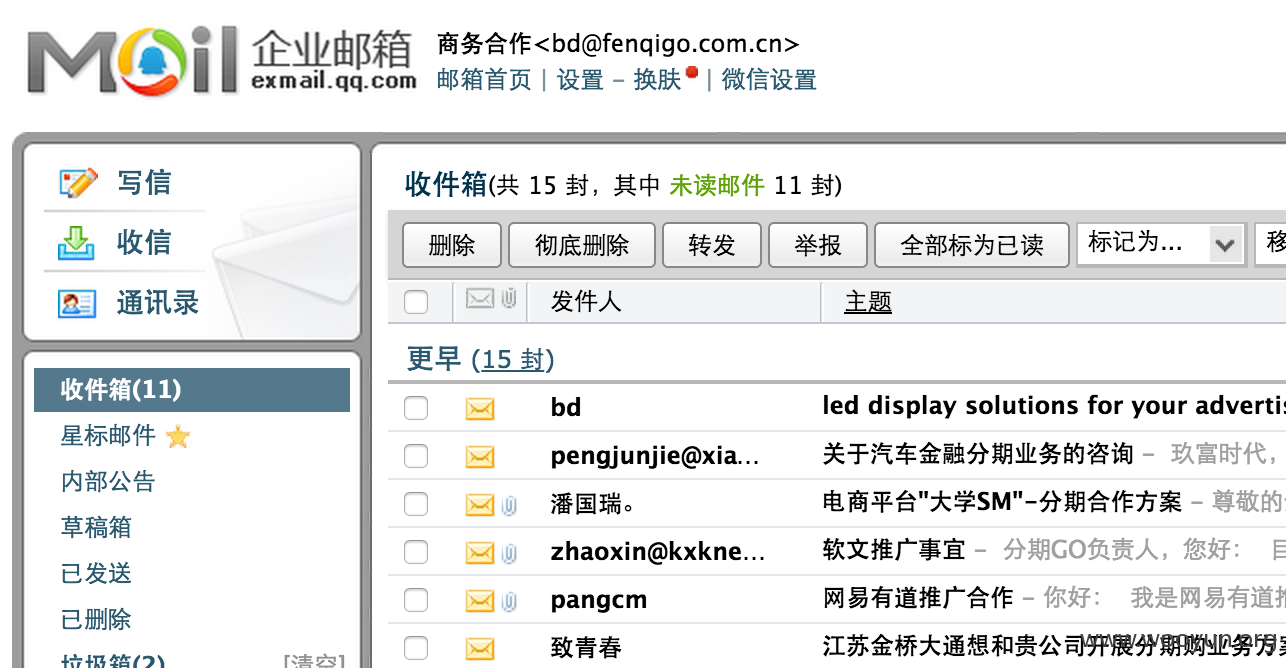 Mail 企业邮箱 exmail.qq.com
商务合作<bd@fenqigo.com.cn>
邮箱首页 | 设置 - 换肤 | 微信设置
写信
收信
通讯录
收件箱(11)
星标邮件
内部公告
草稿箱
已发送
已删除
垃圾箱(2) [清空]
收件箱(共 15 封，其中 未读邮件 11 封)
删除 彻底删除 转发 举报 全部标为已读 标记为... 移
发件人 主题
更早 (15 封)
bd led display solutions for your adverti
pengjunjie@xia... 关于汽车金融分期业务的咨询 - 玖富时代，
潘国瑞。 电商平台"大学SM"-分期合作方案 - 尊敬的
zhaoxin@kxkne... 软文推广事宜 - 分期GO负责人，您好：
pangcm 网易有道推广合作 - 你好： 我是网易有道推
致青春 江苏金桥大通想和贵公司开展分期购业务方
www.wooyun.org